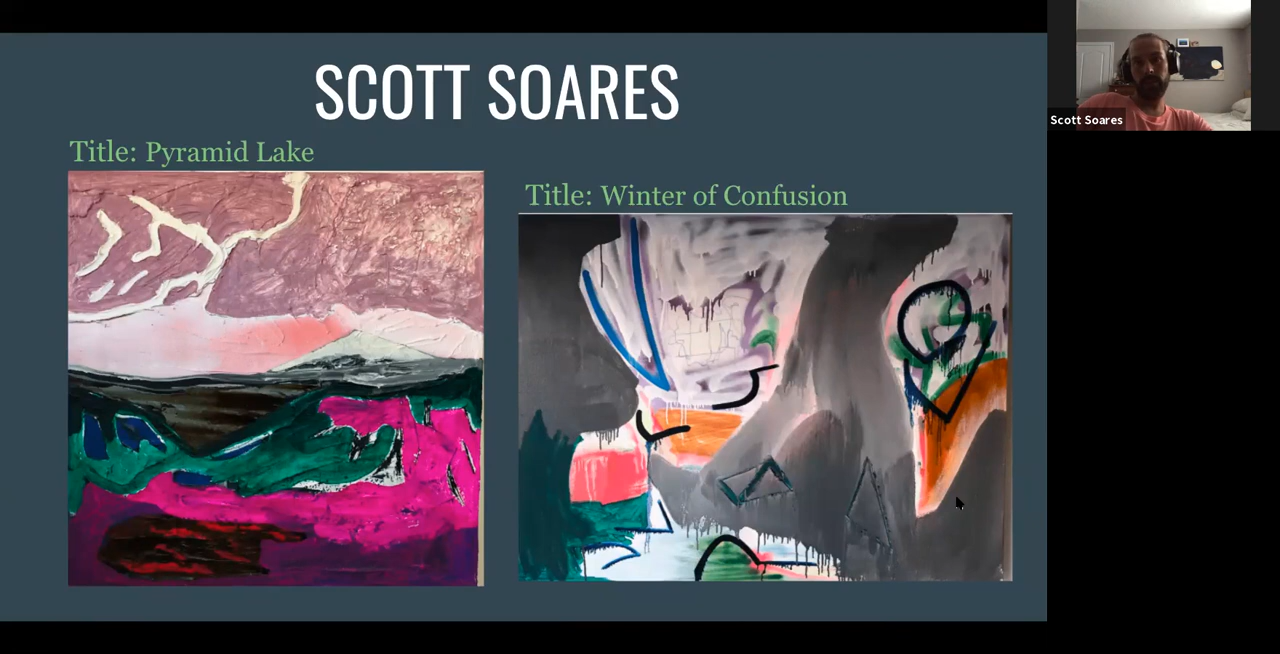 SCOTT SOARES
Title: Pyramid Lake
Title: Winter of Confusion
Scott Soares